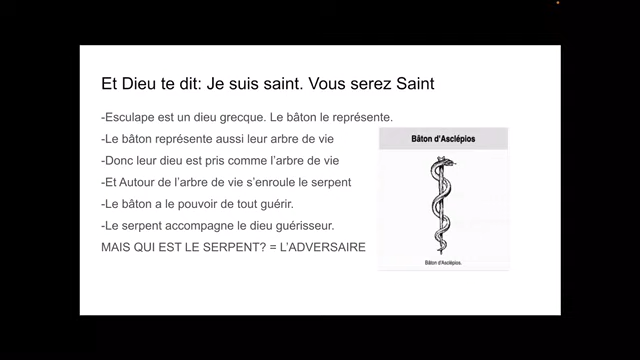 Et Dieu te dit: Je suis saint. Vous serez Saint
-Esculape est un dieu grecque. Le bâton le représente.
-Le bâton représente aussi leur arbre de vie
-Donc leur dieu est pris comme l'arbre de vie
-Et Autour de l'arbre de vie s'enroule le serpent
-Le bâton a le pouvoir de tout guérir.
-Le serpent accompagne le dieu guérisseur.
MAIS QUI EST LE SERPENT? = L'ADVERSAIRE
Bâton d'Asclépios
Bâton d'Asclépios.